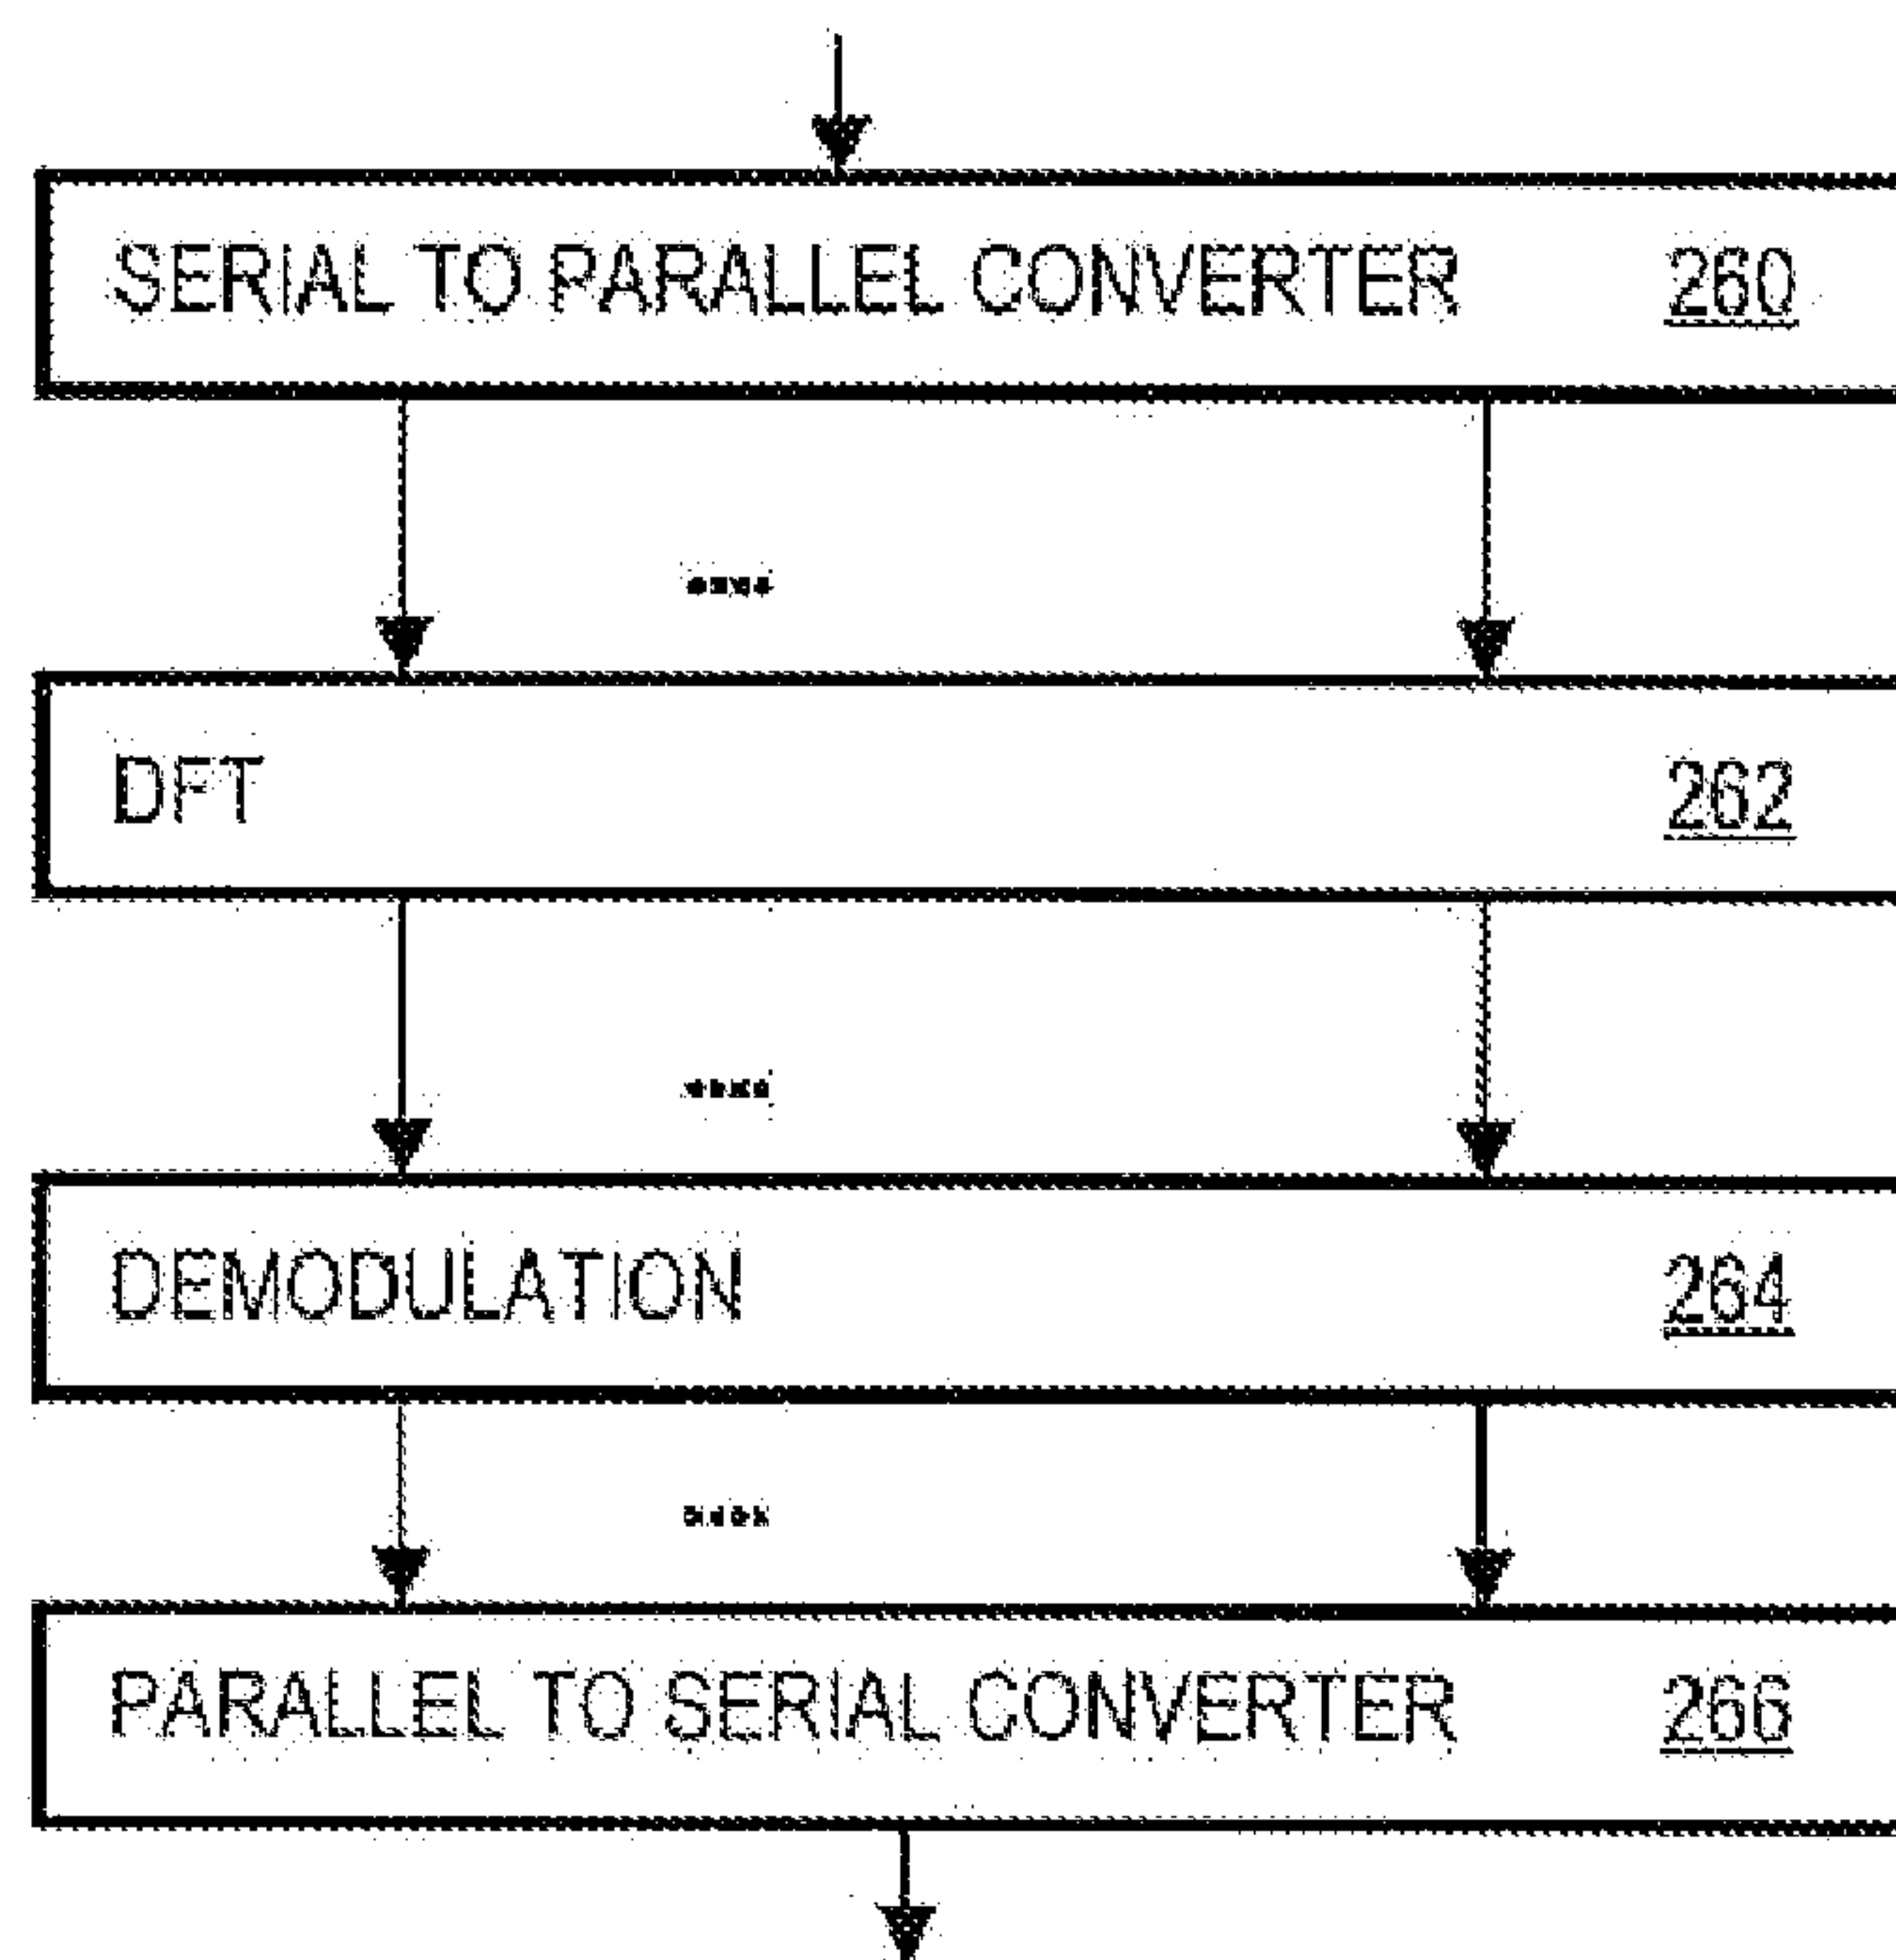 SERIAL TO PARALLEL CONVERTER 260
DFT 262
DEMODULATION 264
PARALLEL TO SERIAL CONVERTER 266